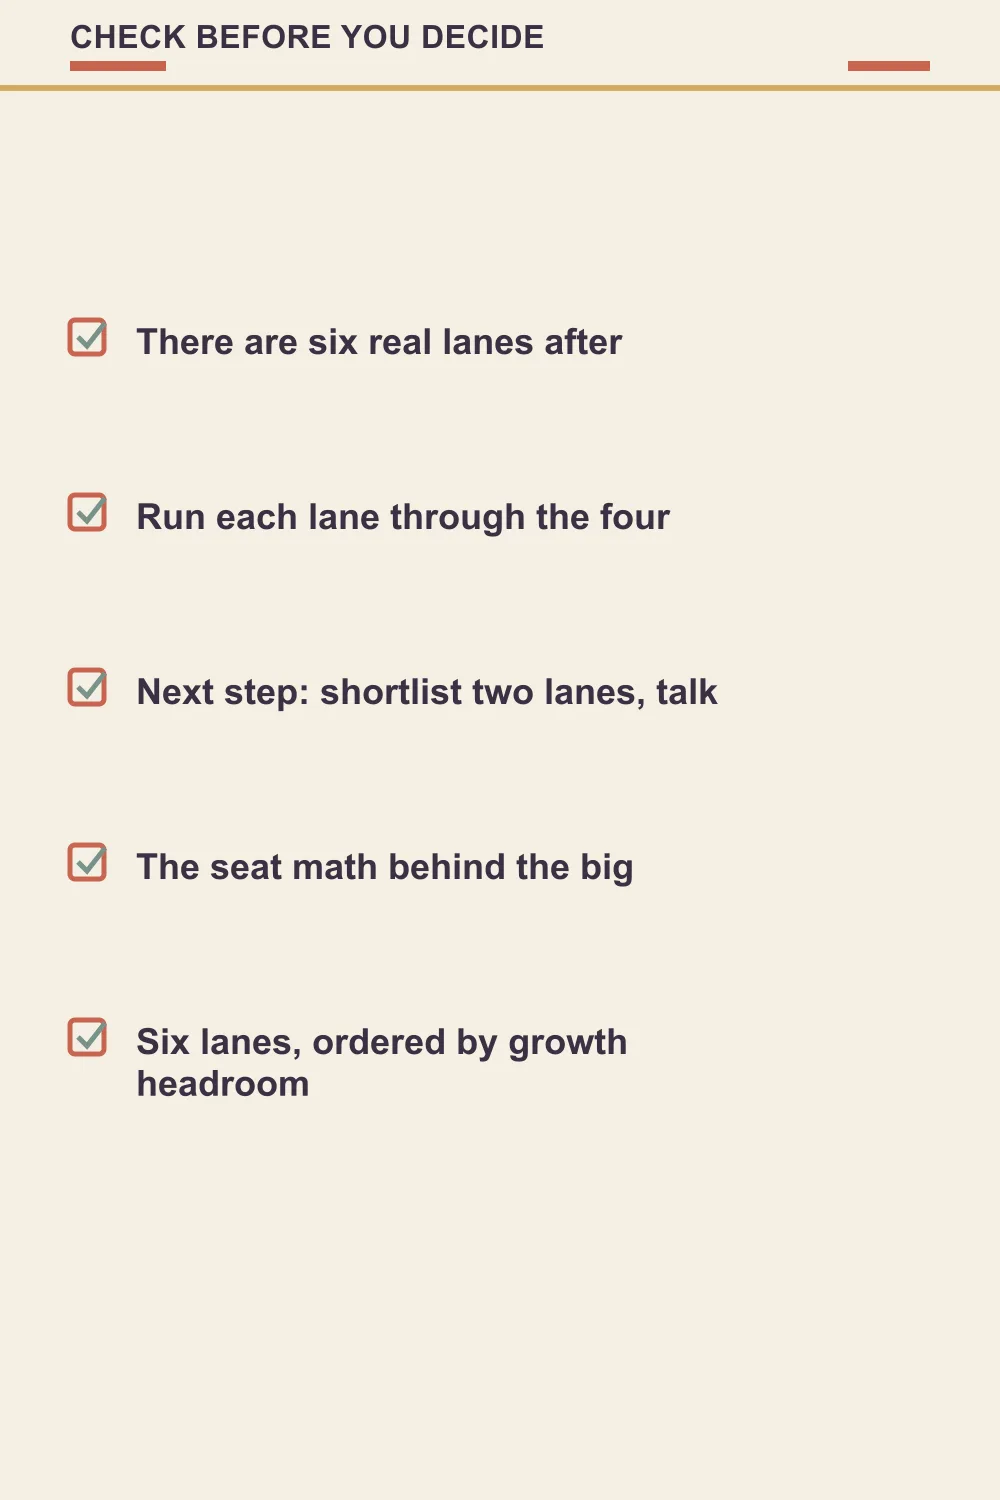 CHECK BEFORE YOU DECIDE
There are six real lanes after
Run each lane through the four
Next step: shortlist two lanes, talk
The seat math behind the big
Six lanes, ordered by growth
headroom